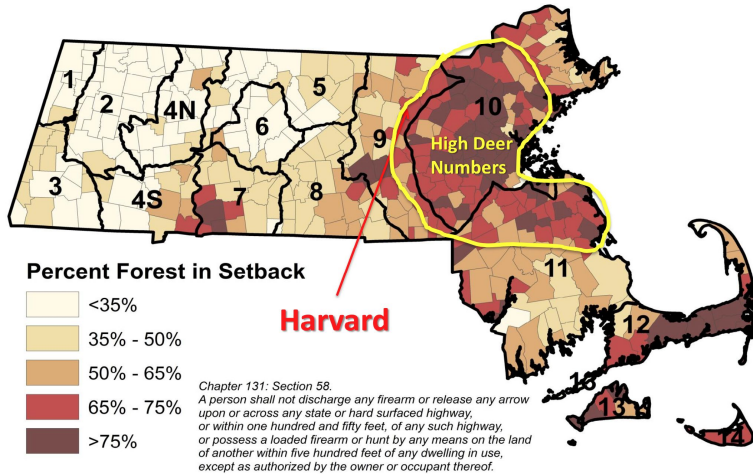 1
2
4N
5
6
9
10
High Deer
Numbers
3
4S
7
8
11
12
13
14
Percent Forest in Setback
<35%
35% - 50%
50% - 65%
65% - 75%
>75%
Harvard
Chapter 131: Section 58.
A person shall not discharge any firearm or release any arrow
upon or across any state or hard surfaced highway,
or within one hundred and fifty feet, of any such highway,
or possess a loaded firearm or hunt by any means on the land
of another within five hundred feet of any dwelling in use,
except as authorized by the owner or occupant thereof.